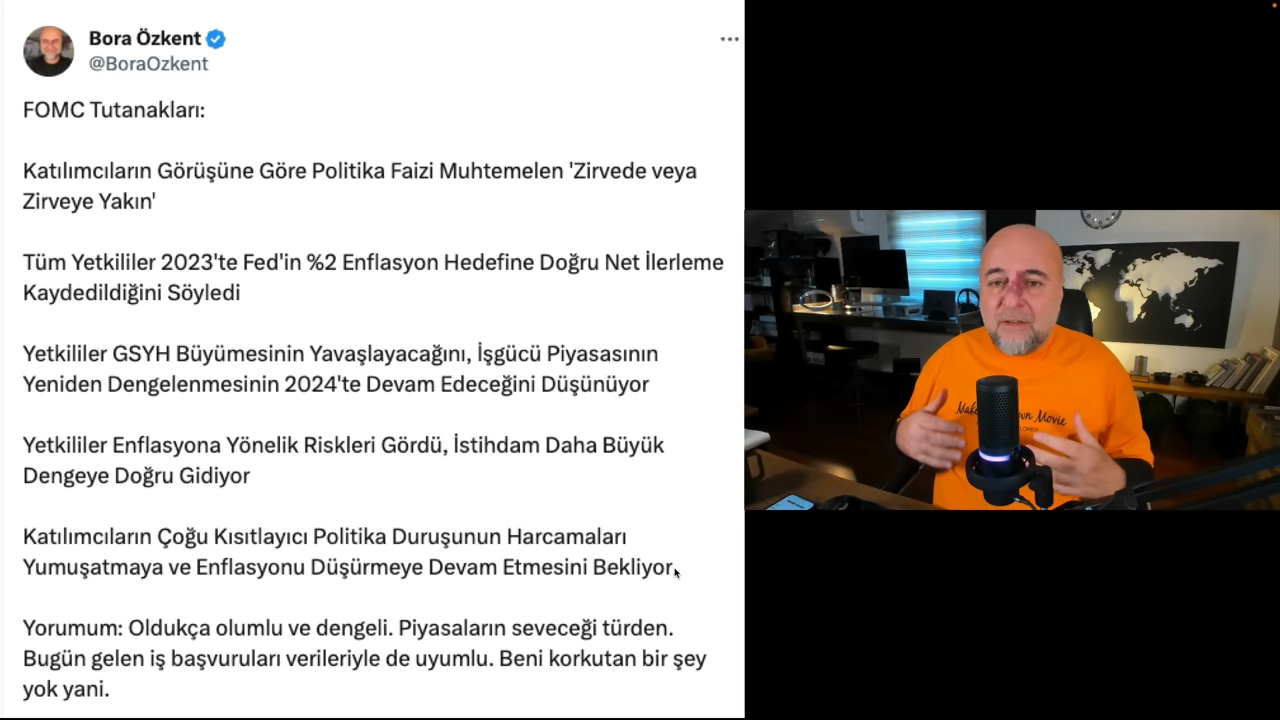 Bora Özkent
@BoraOzkent
FOMC Tutanakları:
Katılımcıların Görüşüne Göre Politika Faizi Muhtemelen 'Zirvede veya
Zirveye Yakın'
Tüm Yetkililer 2023'te Fed'in %2 Enflasyon Hedefine Doğru Net İlerleme
Kaydedildiğini Söyledi
Yetkililer GSYH Büyümesinin Yavaşlayacağını, İşgücü Piyasasının
Yeniden Dengelenmesinin 2024'te Devam Edeceğini Düşünüyor
Yetkililer Enflasyona Yönelik Riskleri Gördü, İstihdam Daha Büyük
Dengeye Doğru Gidiyor
Katılımcıların Çoğu Kısıtlayıcı Politika Duruşunun Harcamaları
Yumuşatmaya ve Enflasyonu Düşürmeye Devam Etmesini Bekliyor.
Yorumum: Oldukça olumlu ve dengeli. Piyasaların seveceği türden.
Bugün gelen iş başvuruları verileriyle de uyumlu. Beni korkutan bir şey
yok yani.
Movie